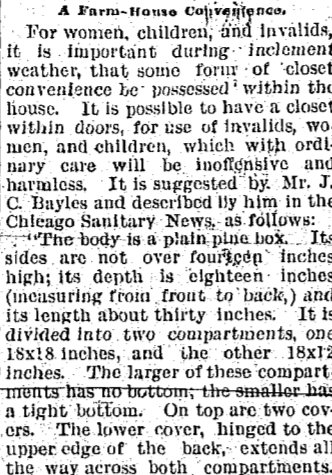 A Farm-House Convenience.
For women, children, and invalids,
it is important during inclement
weather, that some form of closet
convenience be possessed within the
house. It is possible to have a closet
within doors, for use of invalids, wo-
men, and children, which with ordi-
nary care will be inoffensive and
harmless. It is suggested by Mr. J.
C. Bayles and described by him in the
Chicago Sanitary News, as follows:
"The body is a plain pine box. Its
sides are not over fourteen inches
high; its depth is eighteen inches
(measuring from front to back,) and
its length about thirty inches. It is
divided into two compartments, one
18x18 inches, and the other 18x12
inches. The larger of these compart-
ments has no bottom; the smaller has
a tight bottom. On top are two cov-
ers. The lower cover, hinged to the
upper edge of the back, extends all
the way across both compartments